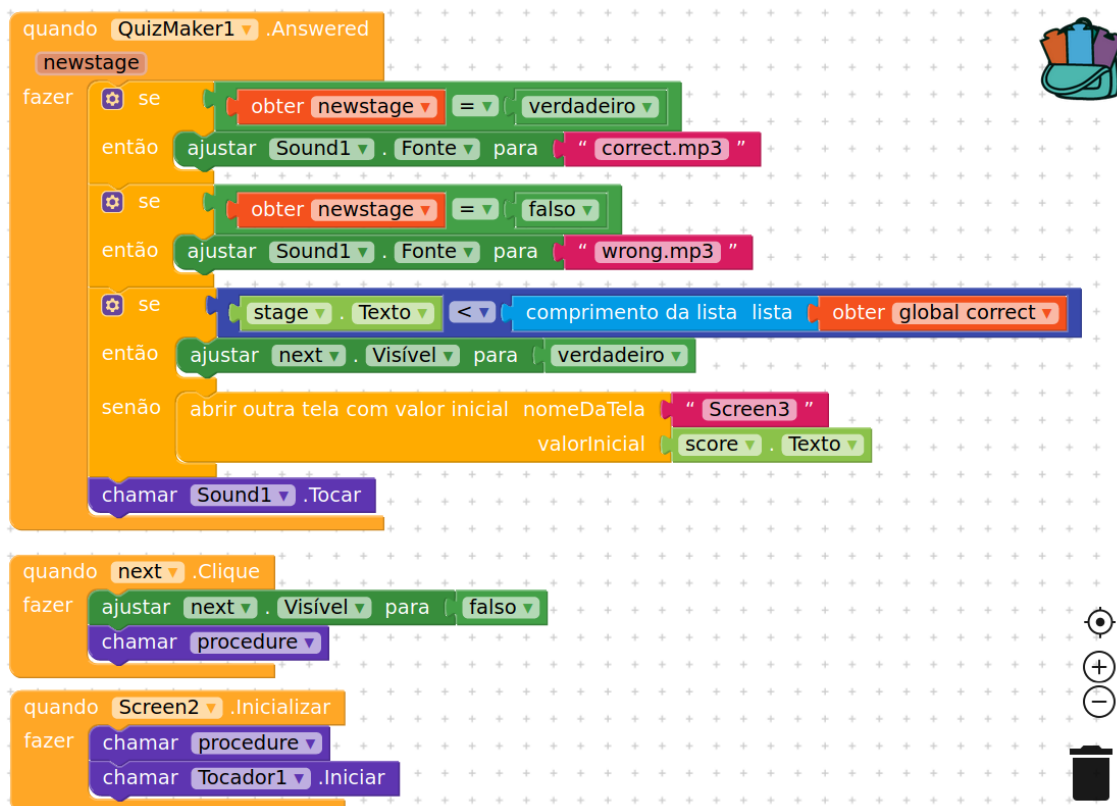 quando QuizMaker1 .Answered
newstage
fazer se obter newstage = verdadeiro
então ajustar Sound1 . Fonte para " correct.mp3 "
se obter newstage = falso
então ajustar Sound1 . Fonte para " wrong.mp3 "
se stage . Texto < comprimento da lista lista obter global correct
então ajustar next . Visível para verdadeiro
senão abrir outra tela com valor inicial nomeDaTela " Screen3 "
valorInicial score . Texto
chamar Sound1 .Tocar
quando next .Clique
fazer ajustar next . Visível para falso
chamar procedure
quando Screen2 .Inicializar
fazer chamar procedure
chamar Tocador1 .Iniciar